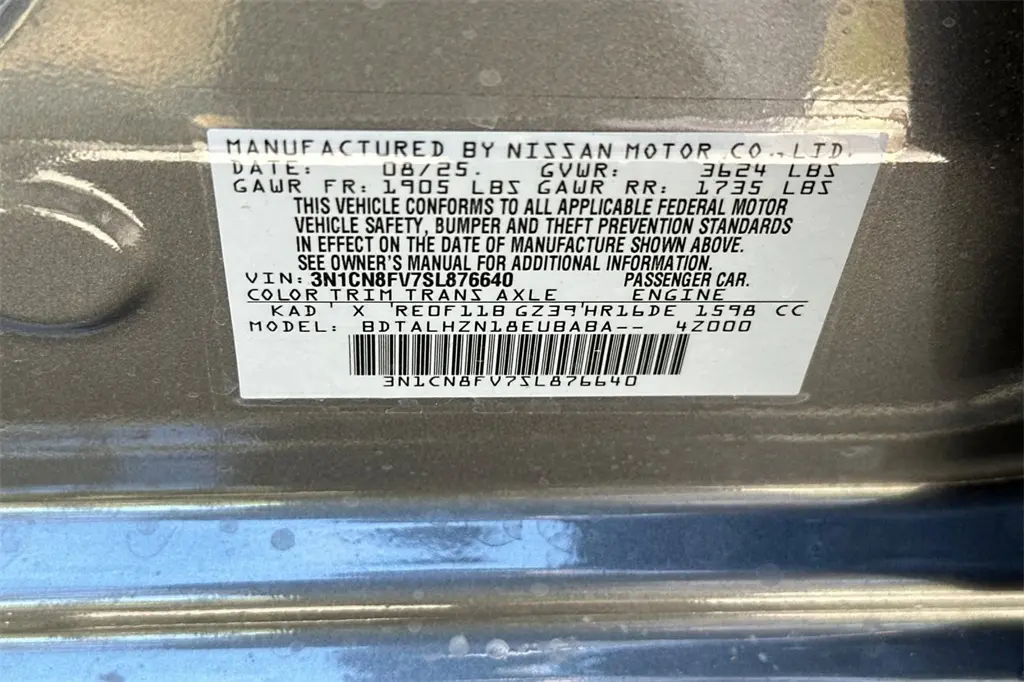 MANUFACTURED BY NISSAN MOTOR CO., LTD.
DATE: 08/25. GVWR: 3624 LBS
GAWR FR: 1905 LBS GAWR RR: 1735 LBS
THIS VEHICLE CONFORMS TO ALL APPLICABLE FEDERAL MOTOR
VEHICLE SAFETY, BUMPER AND THEFT PREVENTION STANDARDS
IN EFFECT ON THE DATE OF MANUFACTURE SHOWN ABOVE.
SEE OWNER'S MANUAL FOR ADDITIONAL INFORMATION.
VIN: 3N1CN8FV7SL876640 PASSENGER CAR.
COLOR TRIM TRANS AXLE ENGINE
KAD ' X 'RE0F11B GZ39'HR16DE 1598 CC
MODEL: BDTALHZN18EUBABA-- 4Z000
3N1CN8FV7SL876640